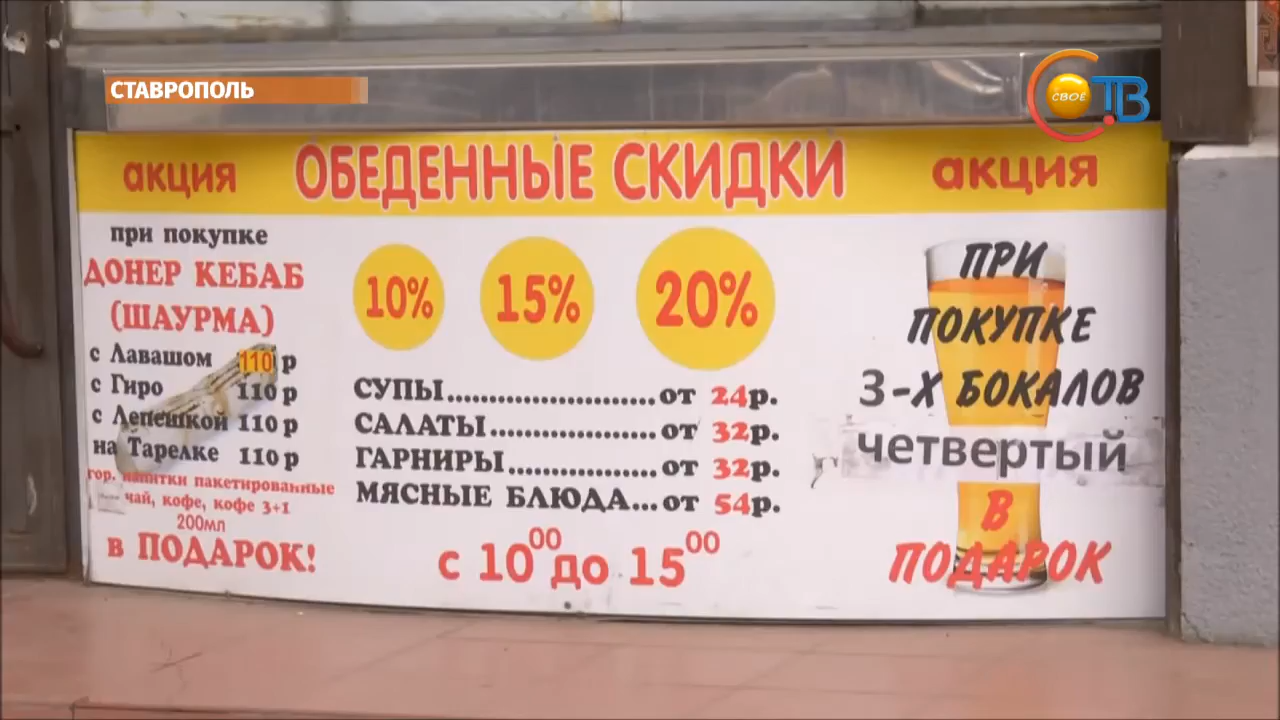 СТАВРОПОЛЬ
СВОЁ
ТВ
акция
ОБЕДЕННЫЕ СКИДКИ
акция
при покупке
ДОНЕР КЕБАБ
(ШАУРМА)
с Лавашом 110 р
с Гиро 110 р
с Лепешкой 110 р
на Тарелке 110 р
гор. напитки пакетированные
чай, кофе, кофе 3+1
200мл
в ПОДАРОК!
10% 15% 20%
СУПЫ......................от 24р.
САЛАТЫ.................от 32р.
ГАРНИРЫ...............от 32р.
МЯСНЫЕ БЛЮДА...от 54р.
с 10⁰⁰ до 15⁰⁰
ПРИ
ПОКУПКЕ
3-Х БОКАЛОВ
четвертый
В
ПОДАРОК